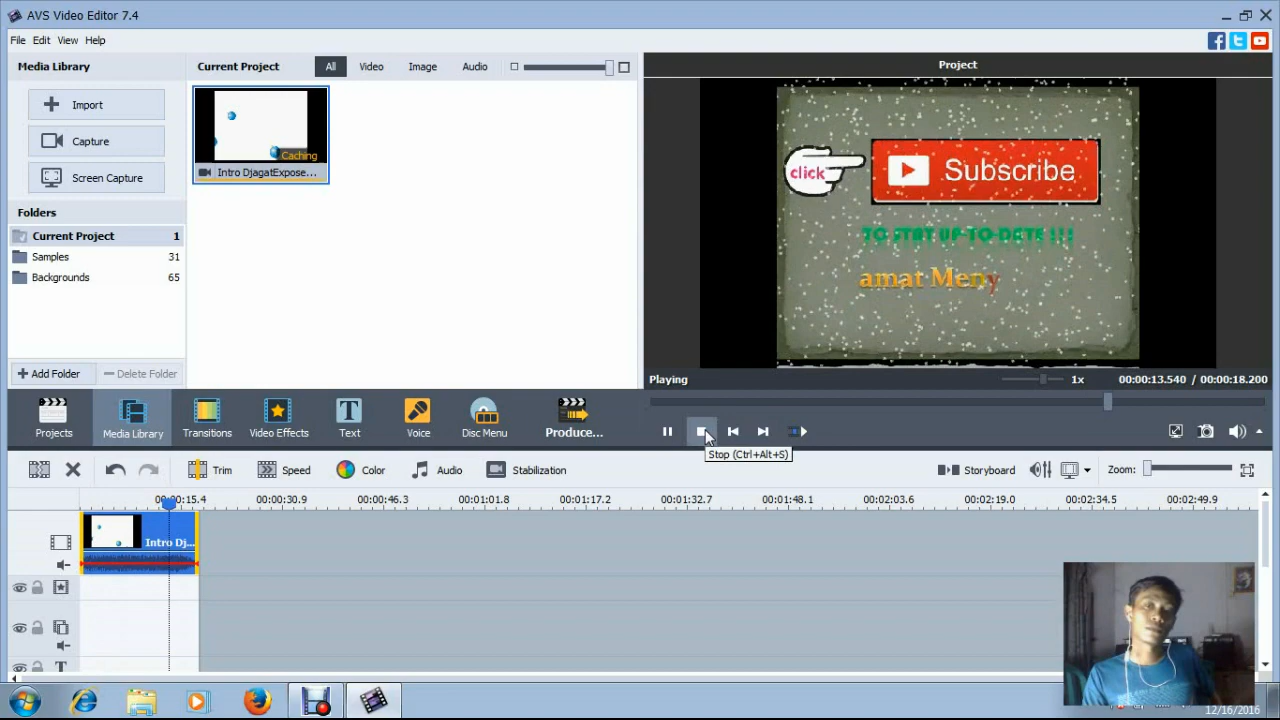 AVS Video Editor 7.4
File Edit View Help
Media Library
Current Project
All
Video
Image
Audio
Project
Import
Capture
Screen Capture
Caching
Intro DjagatExpose...
Folders
Current Project 1
Samples 31
Backgrounds 65
Add Folder
Delete Folder
click
Subscribe
TO STAT UP-TO-DATE !!!
amat Meny
Playing
1x
00:00:13.540 / 00:00:18.200
Projects
Media Library
Transitions
Video Effects
Text
Voice
Disc Menu
Produce...
Stop (Ctrl+Alt+S)
Trim
Speed
Color
Audio
Stabilization
Storyboard
Zoom:
00:00:15.4 00:00:30.9 00:00:46.3 00:01:01.8 00:01:17.2 00:01:32.7 00:01:48.1 00:02:03.6 00:02:19.0 00:02:34.5 00:02:49.9
Intro Dj...
12/16/2016